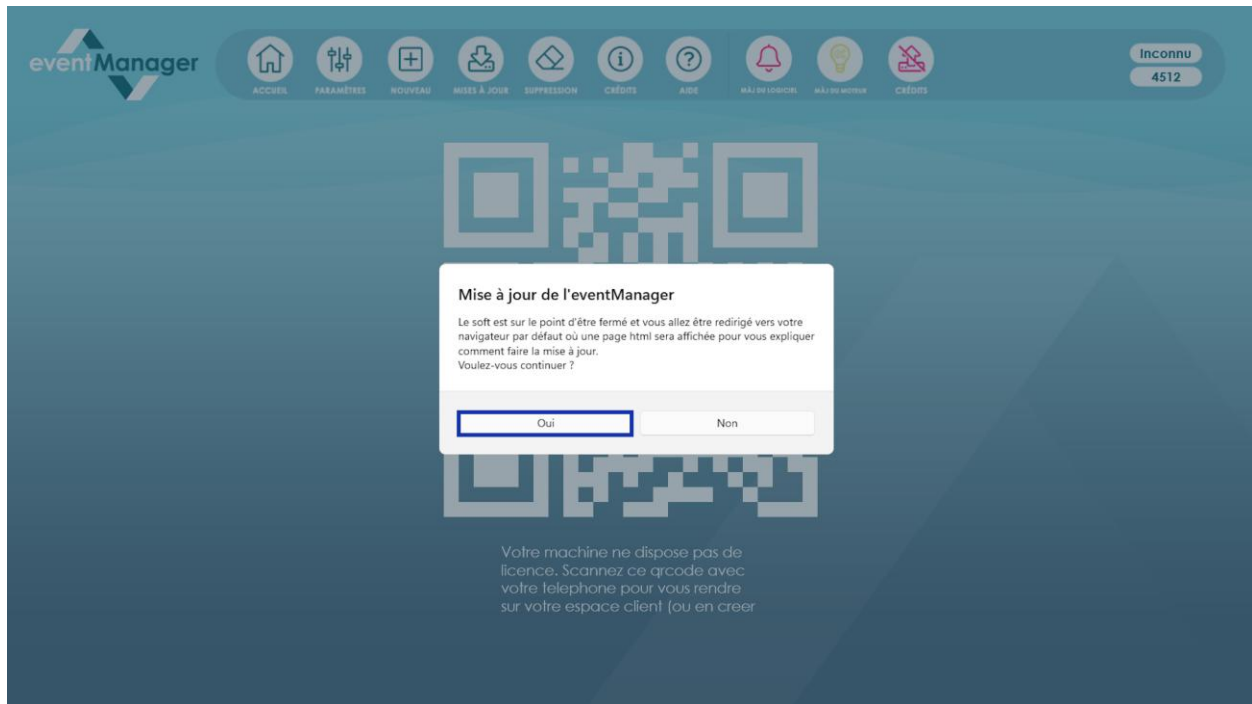 eventManager
ACCUEIL
PARAMÈTRES
NOUVEAU
MISES À JOUR
SUPPRESSION
CRÉDITS
AIDE
MÀJ DU LOGICIEL
MÀJ DU MOTEUR
CRÉDITS
Inconnu
4512
Mise à jour de l'eventManager
Le soft est sur le point d'être fermé et vous allez être redirigé vers votre
navigateur par défaut où une page html sera affichée pour vous expliquer
comment faire la mise à jour.
Voulez-vous continuer ?
Oui
Non
Votre machine ne dispose pas de
licence. Scannez ce qrcode avec
votre telephone pour vous rendre
sur votre espace client (ou en creer